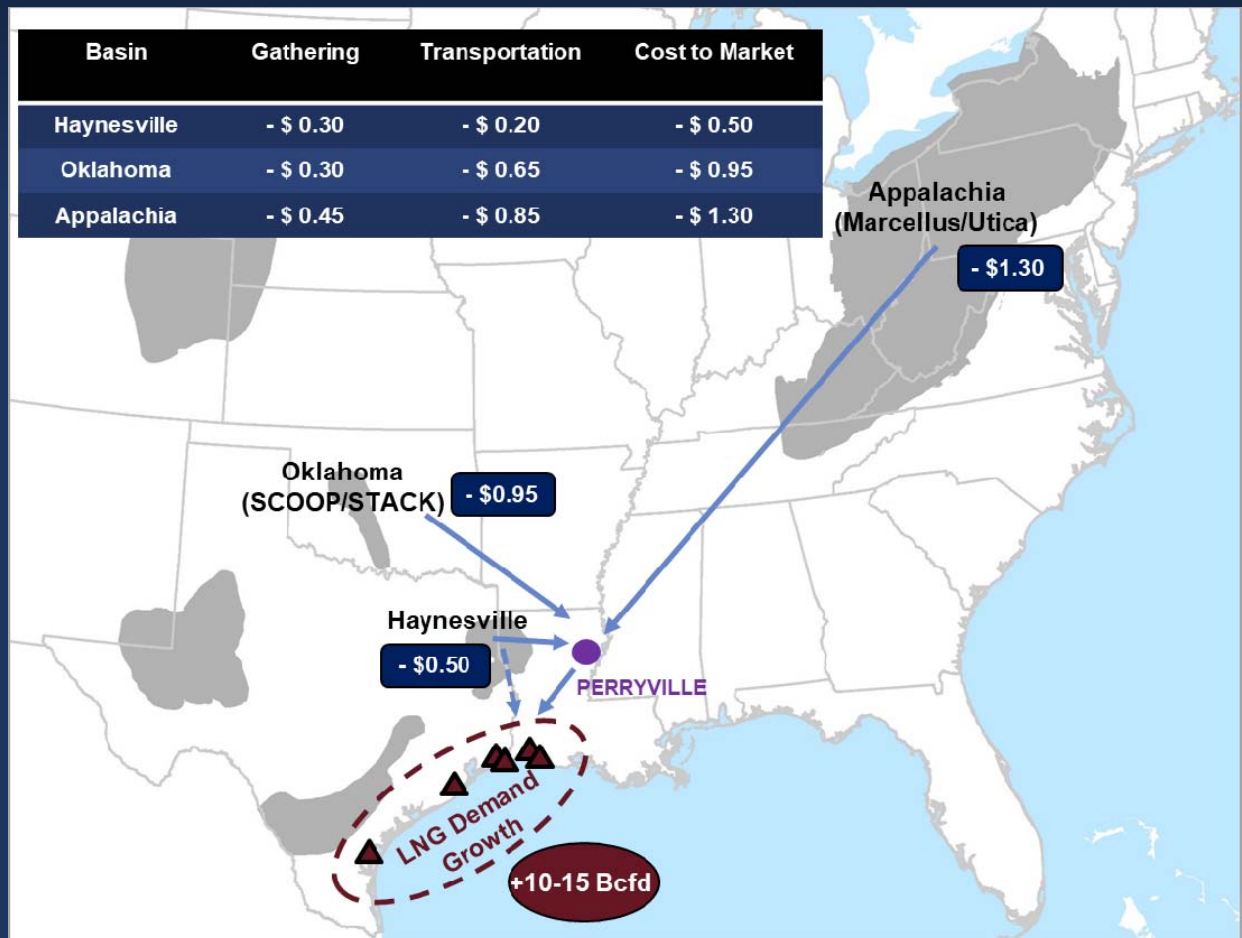 Basin Gathering Transportation Cost to Market
Haynesville - $ 0.30 - $ 0.20 - $ 0.50
Oklahoma - $ 0.30 - $ 0.65 - $ 0.95
Appalachia - $ 0.45 - $ 0.85 - $ 1.30
Appalachia
(Marcellus/Utica)
- $1.30
Oklahoma
(SCOOP/STACK)
- $0.95
Haynesville
- $0.50
PERRYVILLE
LNG Demand
Growth
+10-15 Bcfd